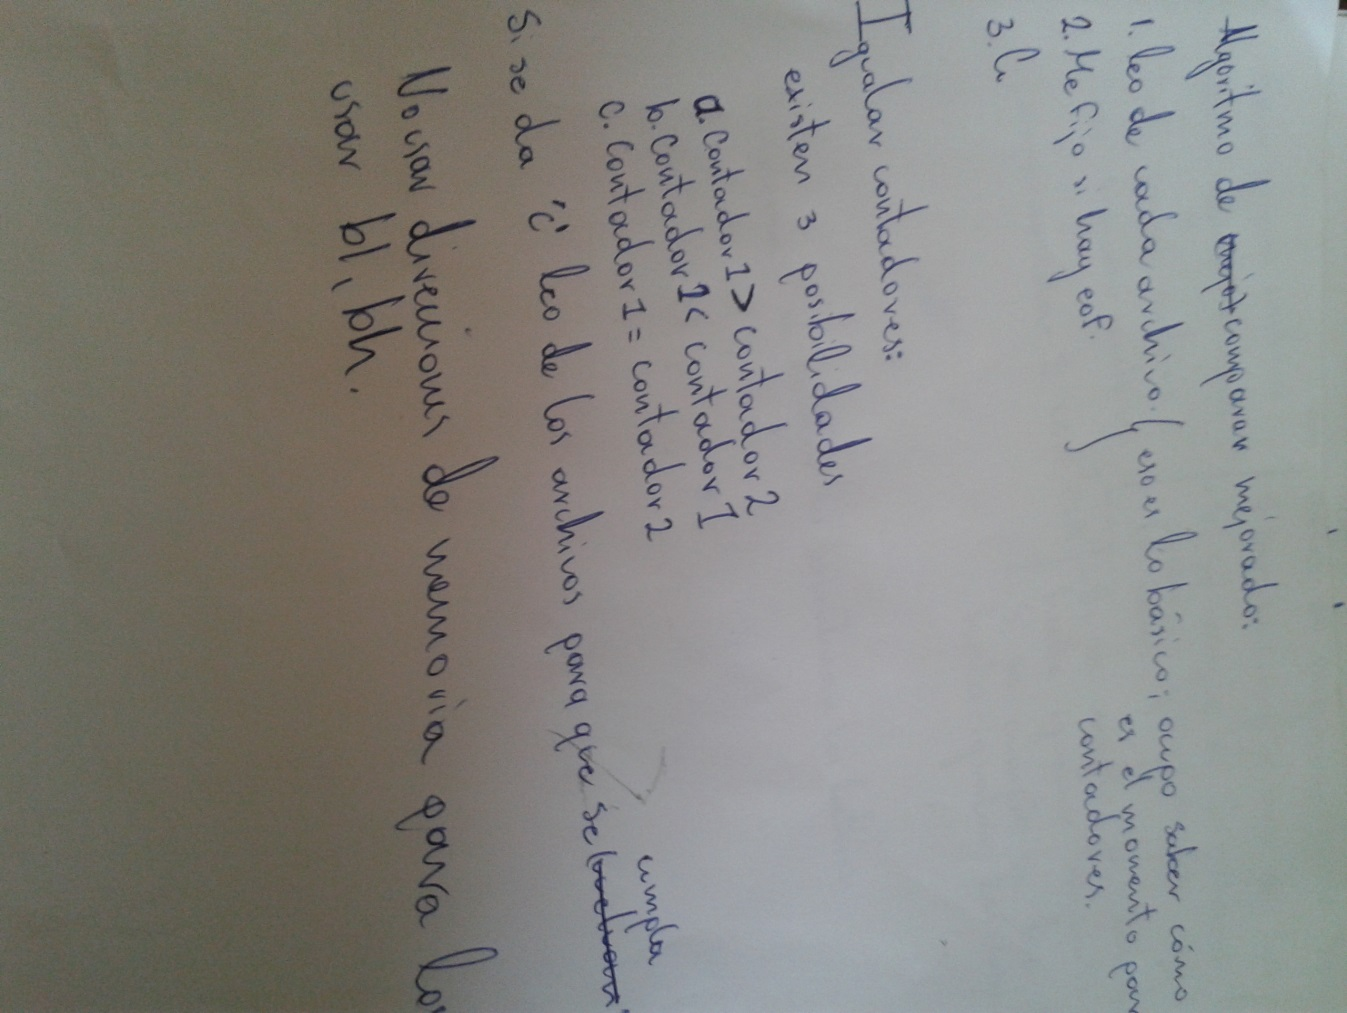 Algoritmo de comparar mejorado:
1. leo de cada archivo. (eso es lo básico; ocupo saber cómo
es el momento par
contadores.
2. Me fijo si hay eof.
3.
Igualar contadores:
existen 3 posibilidades
a. Contador1 > contador2
b. Contador1 < contador1
c. Contador1 = contador2
cumpla
Si se da 'c' leo de los archivos para que se
No usar direcciones de memoria para los
usar bl, bh.